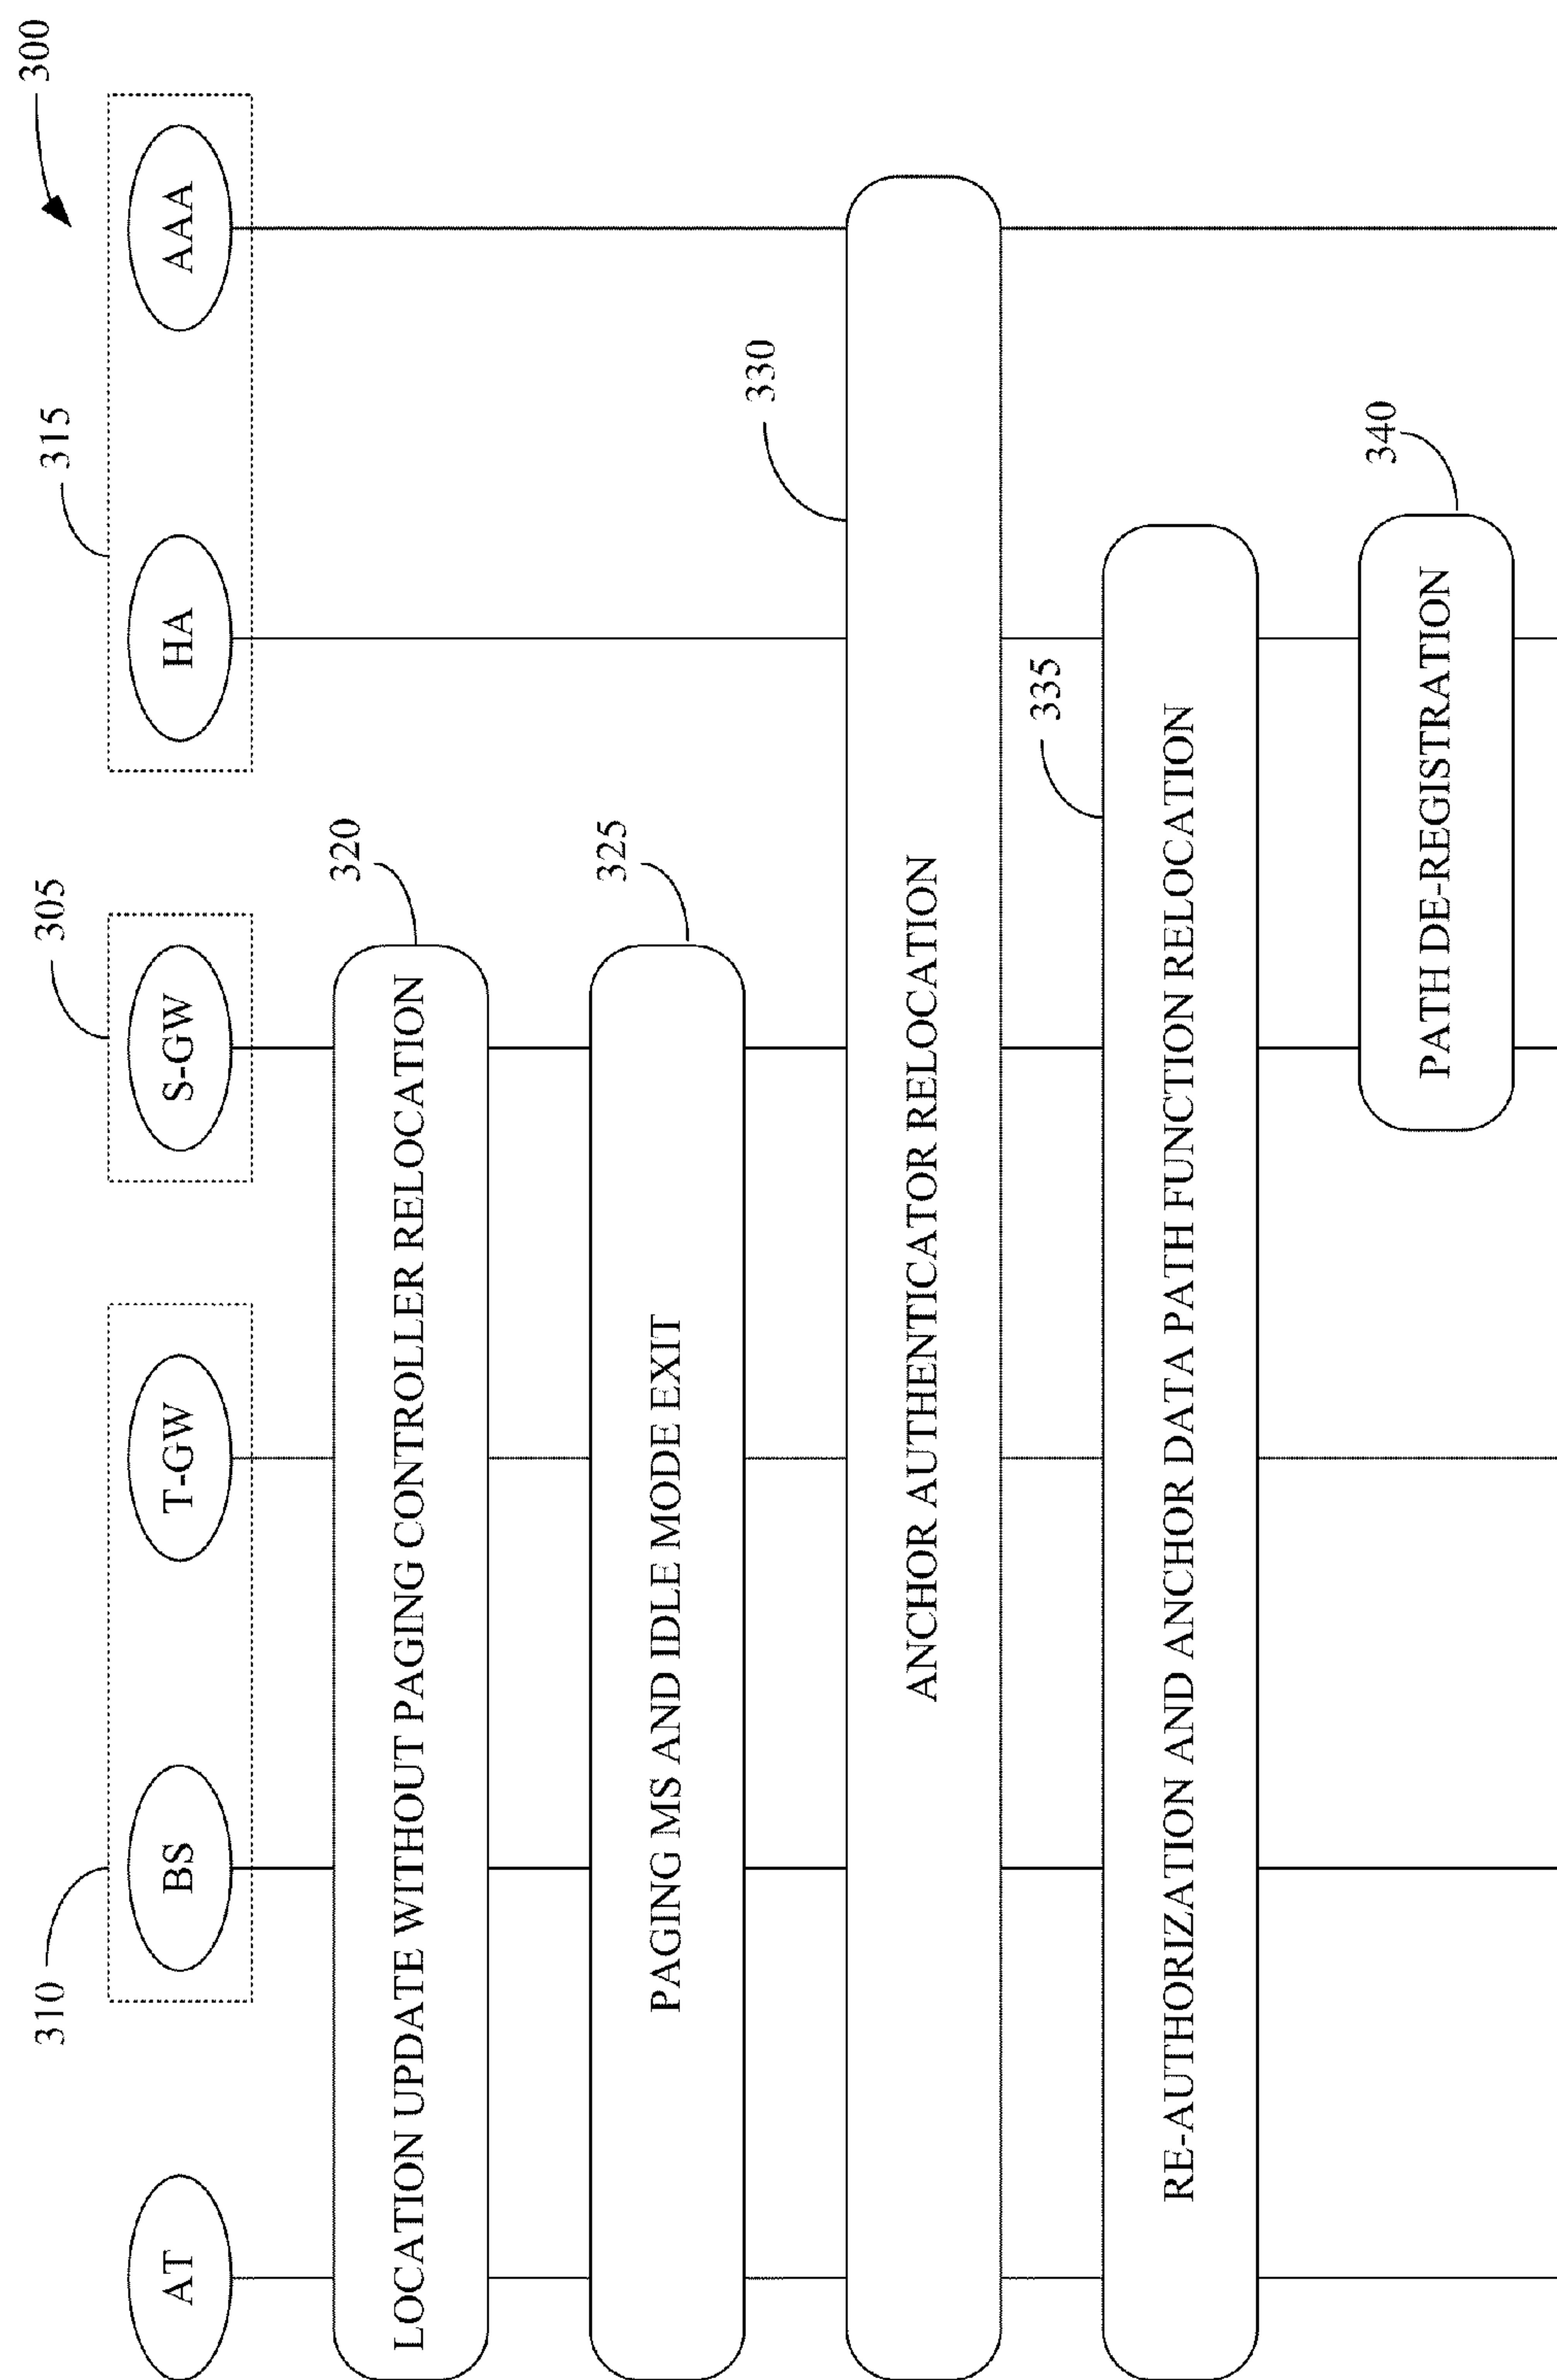 300
310
305
315
AT
BS
T-GW
S-GW
HA
AAA
320
LOCATION UPDATE WITHOUT PAGING CONTROLLER RELOCATION
325
PAGING MS AND IDLE MODE EXIT
330
ANCHOR AUTHENTICATOR RELOCATION
335
RE-AUTHORIZATION AND ANCHOR DATA PATH FUNCTION RELOCATION
340
PATH DE-REGISTRATION